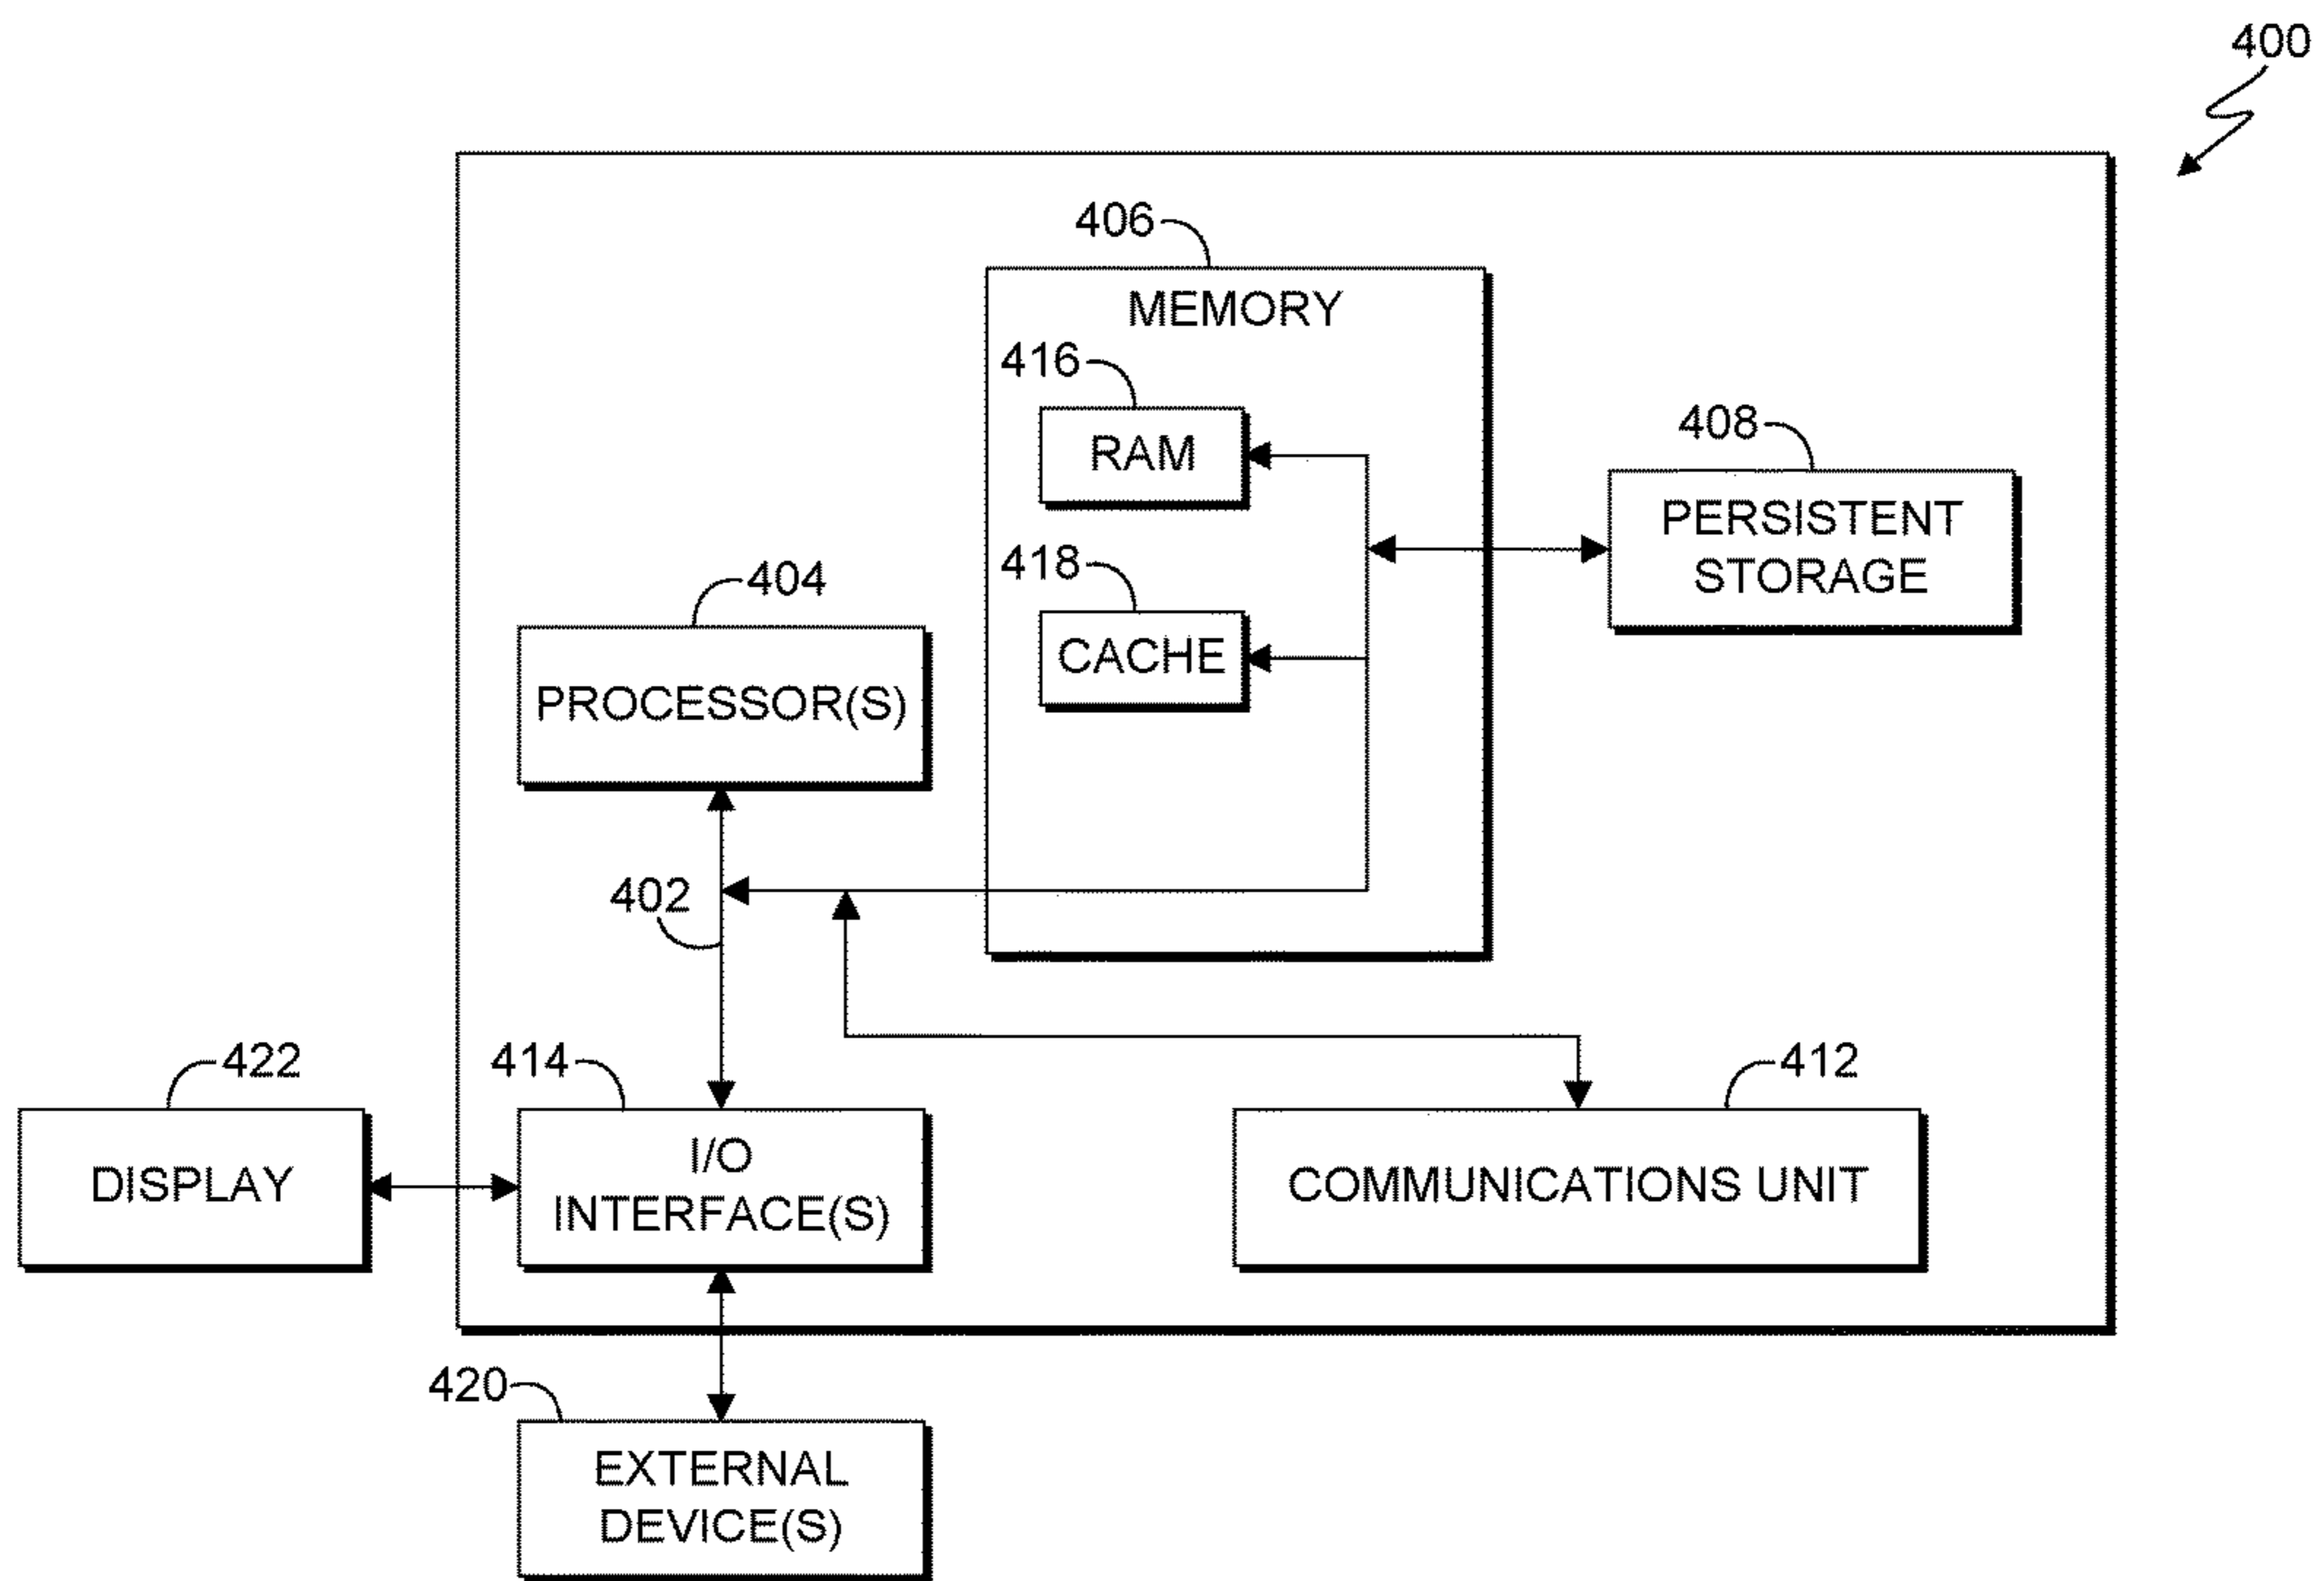 400
406
MEMORY
416
RAM
408
PERSISTENT
STORAGE
418
CACHE
404
PROCESSOR(S)
402
422
DISPLAY
414
I/O
INTERFACE(S)
412
COMMUNICATIONS UNIT
420
EXTERNAL
DEVICE(S)